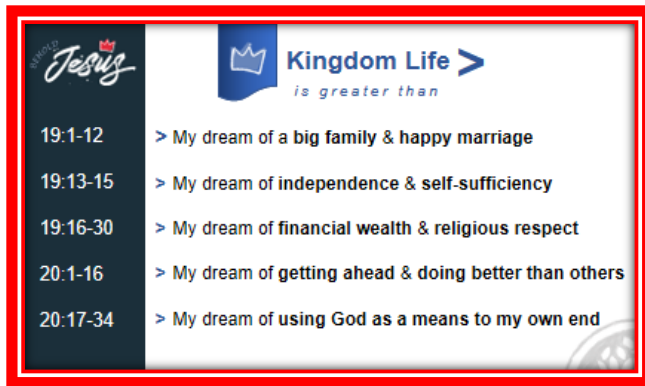 BEHOLD
Jesus
Kingdom Life >
is greater than
19:1-12 > My dream of a big family & happy marriage
19:13-15 > My dream of independence & self-sufficiency
19:16-30 > My dream of financial wealth & religious respect
20:1-16 > My dream of getting ahead & doing better than others
20:17-34 > My dream of using God as a means to my own end